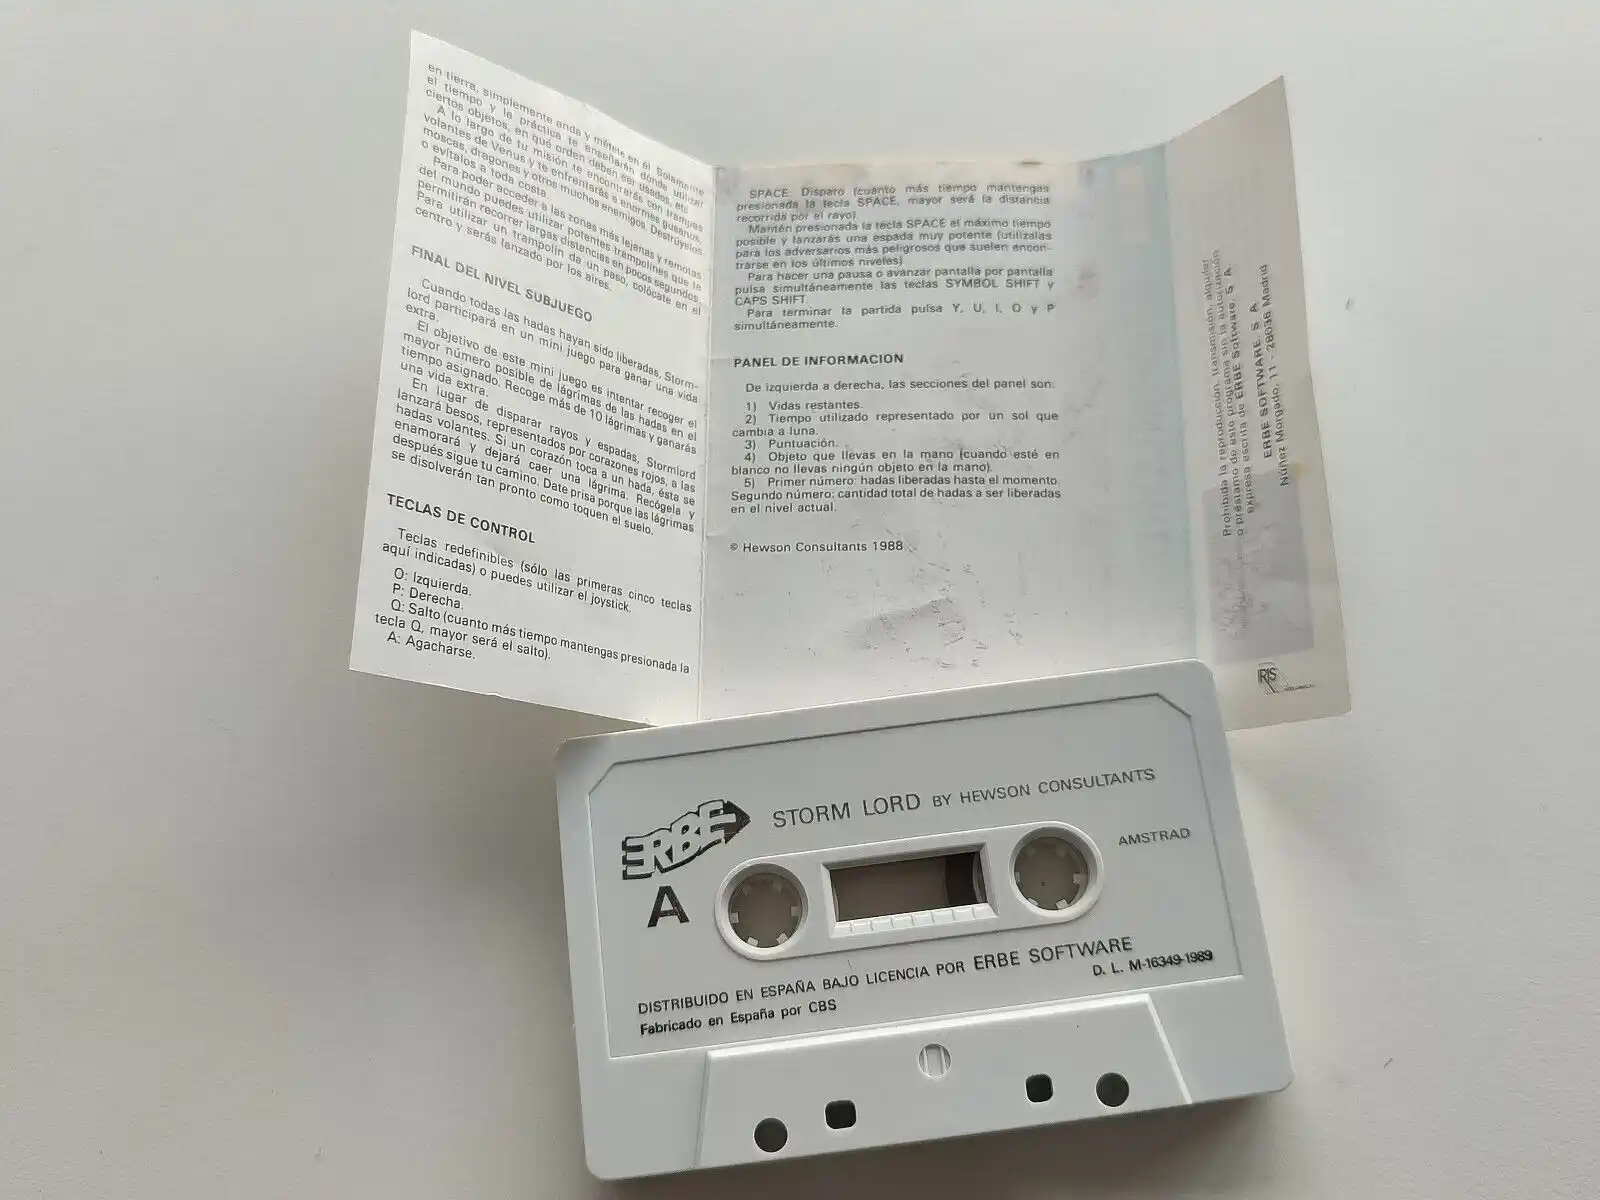 en tierra, simplemente anda y métete en él. Solamente
el tiempo y la práctica te enseñarán dónde utilizar
ciertos objetos, en qué orden deben ser usados, etc.
A lo largo de tu misión te encontrarás con trampas
volantes de Venus y te enfrentarás a enormes gusanos,
moscas, dragones y otros muchos enemigos. Destrúyelos
o evítalos a toda costa.
Para poder acceder a las zonas más lejanas y remotas
del mundo puedes utilizar potentes trampolines que te
permitirán recorrer largas distancias en pocos segundos.
Para utilizar un trampolín da un paso, colócate en el
centro y serás lanzado por los aires.
FINAL DEL NIVEL SUBJUEGO
Cuando todas las hadas hayan sido liberadas, Storm-
lord participará en un mini juego para ganar una vida
extra.
El objetivo de este mini juego es intentar recoger el
mayor número posible de lágrimas de las hadas en el
tiempo asignado. Recoge más de 10 lágrimas y ganarás
una vida extra.
En lugar de disparar rayos y espadas, Stormlord
lanzará besos, representados por corazones rojos, a las
hadas volantes. Si un corazón toca a un hada, ésta se
enamorará y dejará caer una lágrima. Recógela y
después sigue tu camino. Date prisa porque las lágrimas
se disolverán tan pronto como toquen el suelo.
TECLAS DE CONTROL
Teclas redefinibles (sólo las primeras cinco teclas
aquí indicadas) o puedes utilizar el joystick.
O: Izquierda.
P: Derecha.
Q: Salto (cuanto más tiempo mantengas presionada la
tecla Q, mayor será el salto).
A: Agacharse.
SPACE: Disparo (cuanto más tiempo mantengas
presionada la tecla SPACE, mayor será la distancia
recorrida por el rayo).
Mantén presionada la tecla SPACE el máximo tiempo
posible y lanzarás una espada muy potente (utilízalas
para los adversarios más peligrosos que suelen encon-
trarse en los últimos niveles)
Para hacer una pausa o avanzar pantalla por pantalla
pulsa simultáneamente las teclas SYMBOL SHIFT y
CAPS SHIFT.
Para terminar la partida pulsa Y, U, I, O y P
simultáneamente.
PANEL DE INFORMACION
De izquierda a derecha, las secciones del panel son:
1) Vidas restantes.
2) Tiempo utilizado representado por un sol que
cambia a luna.
3) Puntuación.
4) Objeto que llevas en la mano (cuando esté en
blanco no llevas ningún objeto en la mano).
5) Primer número: hadas liberadas hasta el momento.
Segundo número: cantidad total de hadas a ser liberadas
en el nivel actual.
© Hewson Consultants 1988
Prohibida la reproducción, transmisión, alquiler
o préstamo de este programa sin la autorización
expresa escrita de ERBE Software, S. A.
ERBE SOFTWARE, S. A.
Núñez Morgado, 11 - 28036 Madrid
IRIS
ERBE
STORM LORD BY HEWSON CONSULTANTS
AMSTRAD
A
DISTRIBUIDO EN ESPAÑA BAJO LICENCIA POR ERBE SOFTWARE
D. L. M-16349-1989
Fabricado en España por CBS